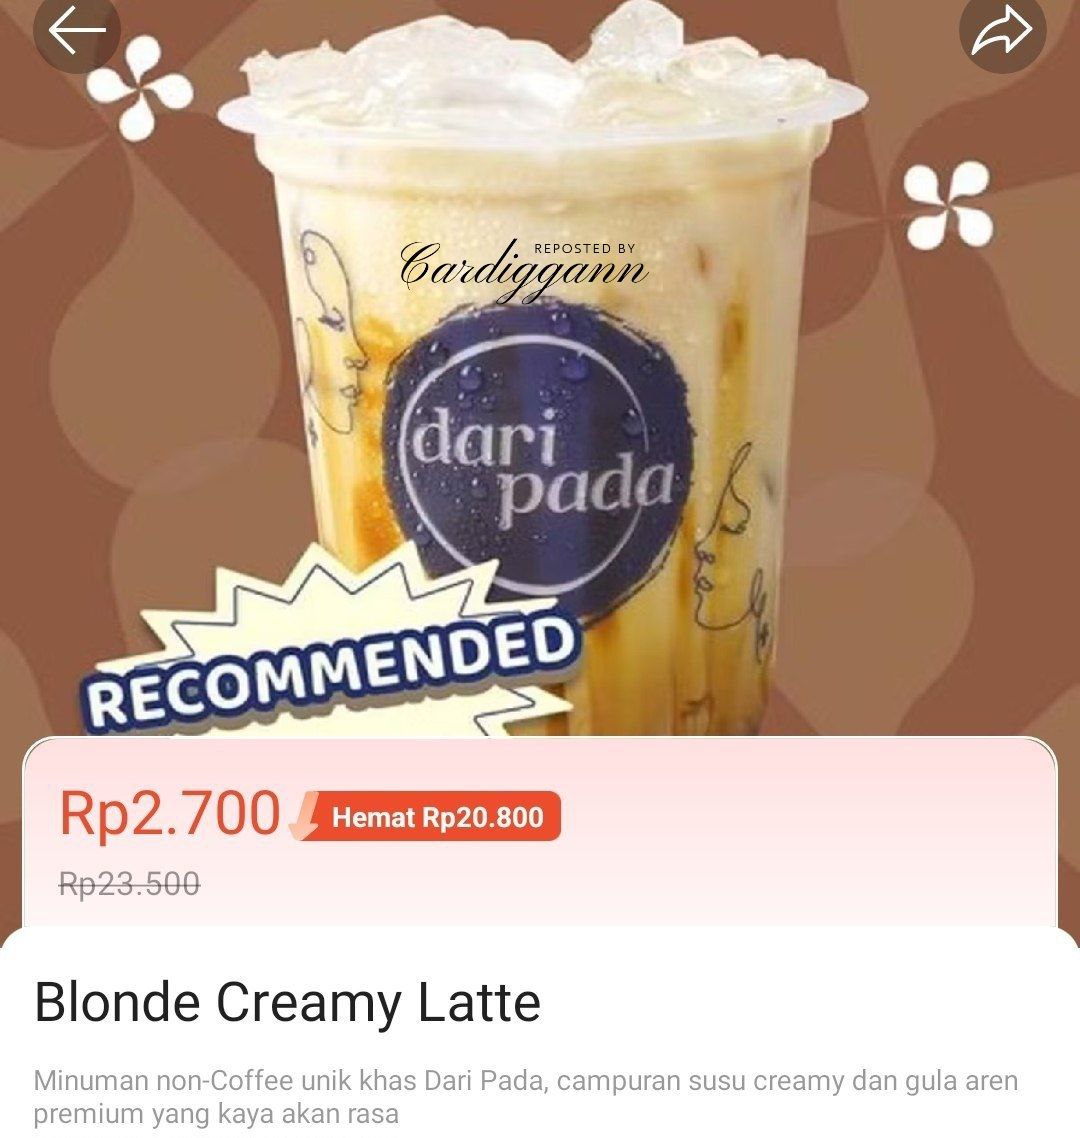 REPOSTED BY
Cardiggann
dari
pada
RECOMMENDED
Rp2.700
Hemat Rp20.800
Rp23.500
Blonde Creamy Latte
Minuman non-Coffee unik khas Dari Pada, campuran susu creamy dan gula aren
premium yang kaya akan rasa